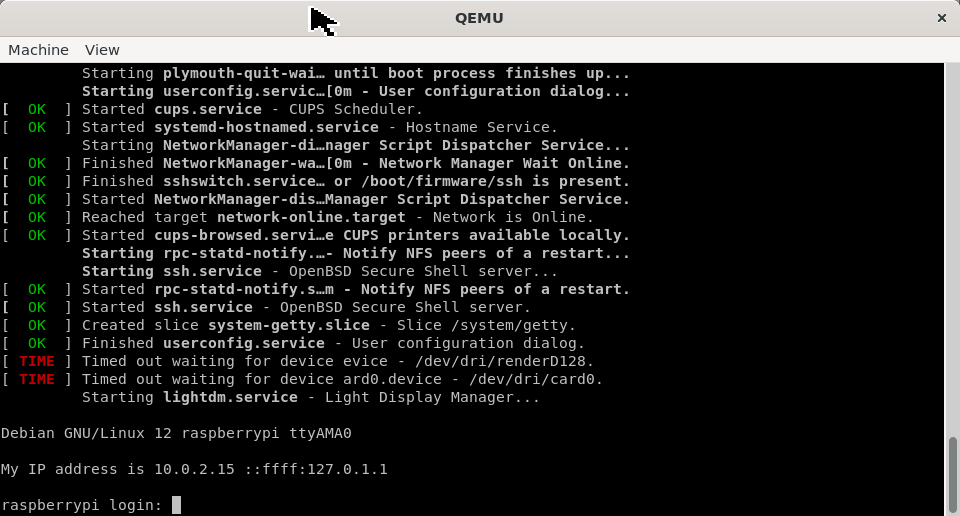 QEMU ×
Machine View
Starting plymouth-quit-wai… until boot process finishes up...
Starting userconfig.servic…[0m - User configuration dialog...
[ OK ] Started cups.service - CUPS Scheduler.
[ OK ] Started systemd-hostnamed.service - Hostname Service.
Starting NetworkManager-di…nager Script Dispatcher Service...
[ OK ] Finished NetworkManager-wa…[0m - Network Manager Wait Online.
[ OK ] Finished sshswitch.service… or /boot/firmware/ssh is present.
[ OK ] Started NetworkManager-dis…Manager Script Dispatcher Service.
[ OK ] Reached target network-online.target - Network is Online.
[ OK ] Started cups-browsed.servi…e CUPS printers available locally.
Starting rpc-statd-notify.…- Notify NFS peers of a restart...
Starting ssh.service - OpenBSD Secure Shell server...
[ OK ] Started rpc-statd-notify.s…m - Notify NFS peers of a restart.
[ OK ] Started ssh.service - OpenBSD Secure Shell server.
[ OK ] Created slice system-getty.slice - Slice /system/getty.
[ OK ] Finished userconfig.service - User configuration dialog.
[ TIME ] Timed out waiting for device evice - /dev/dri/renderD128.
[ TIME ] Timed out waiting for device ard0.device - /dev/dri/card0.
Starting lightdm.service - Light Display Manager...
Debian GNU/Linux 12 raspberrypi ttyAMA0
My IP address is 10.0.2.15 ::ffff:127.0.1.1
raspberrypi login: